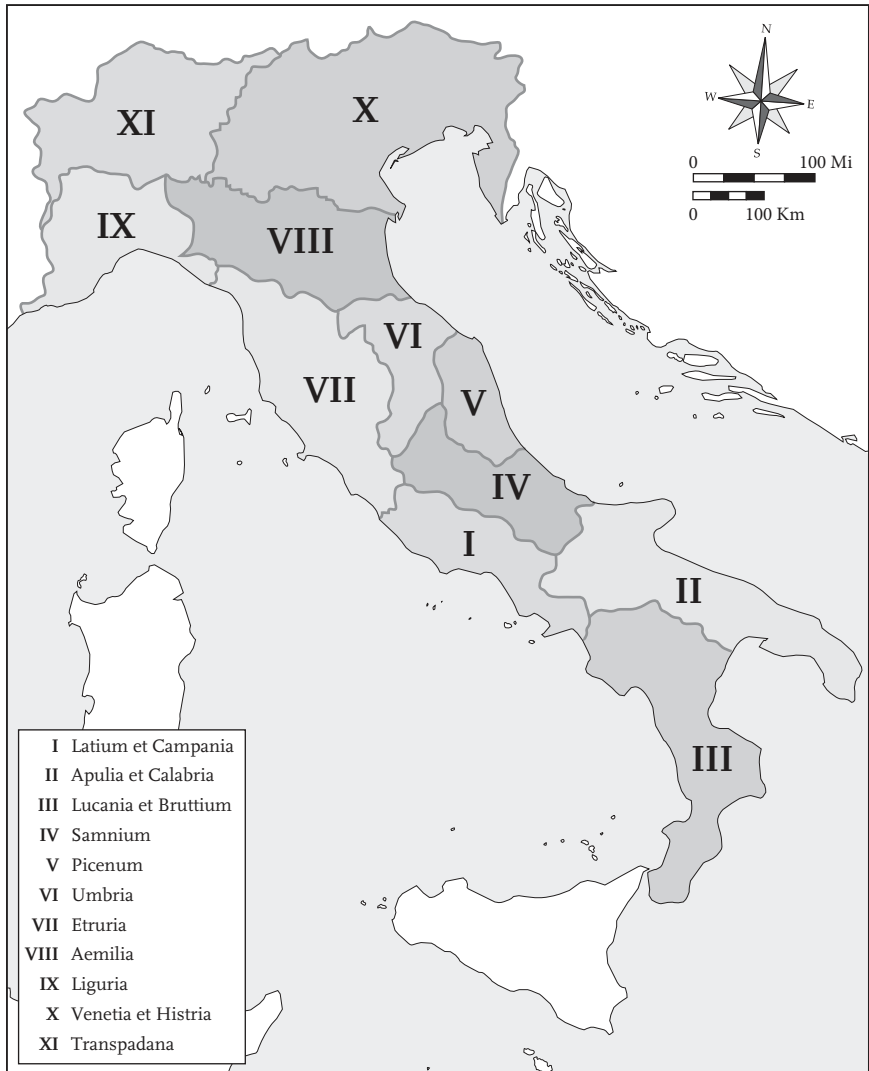 N
W E
S
0 100 Mi
0 100 Km
XI
X
IX
VIII
VI
VII
V
IV
I
II
III
I Latium et Campania
II Apulia et Calabria
III Lucania et Bruttium
IV Samnium
V Picenum
VI Umbria
VII Etruria
VIII Aemilia
IX Liguria
X Venetia et Histria
XI Transpadana